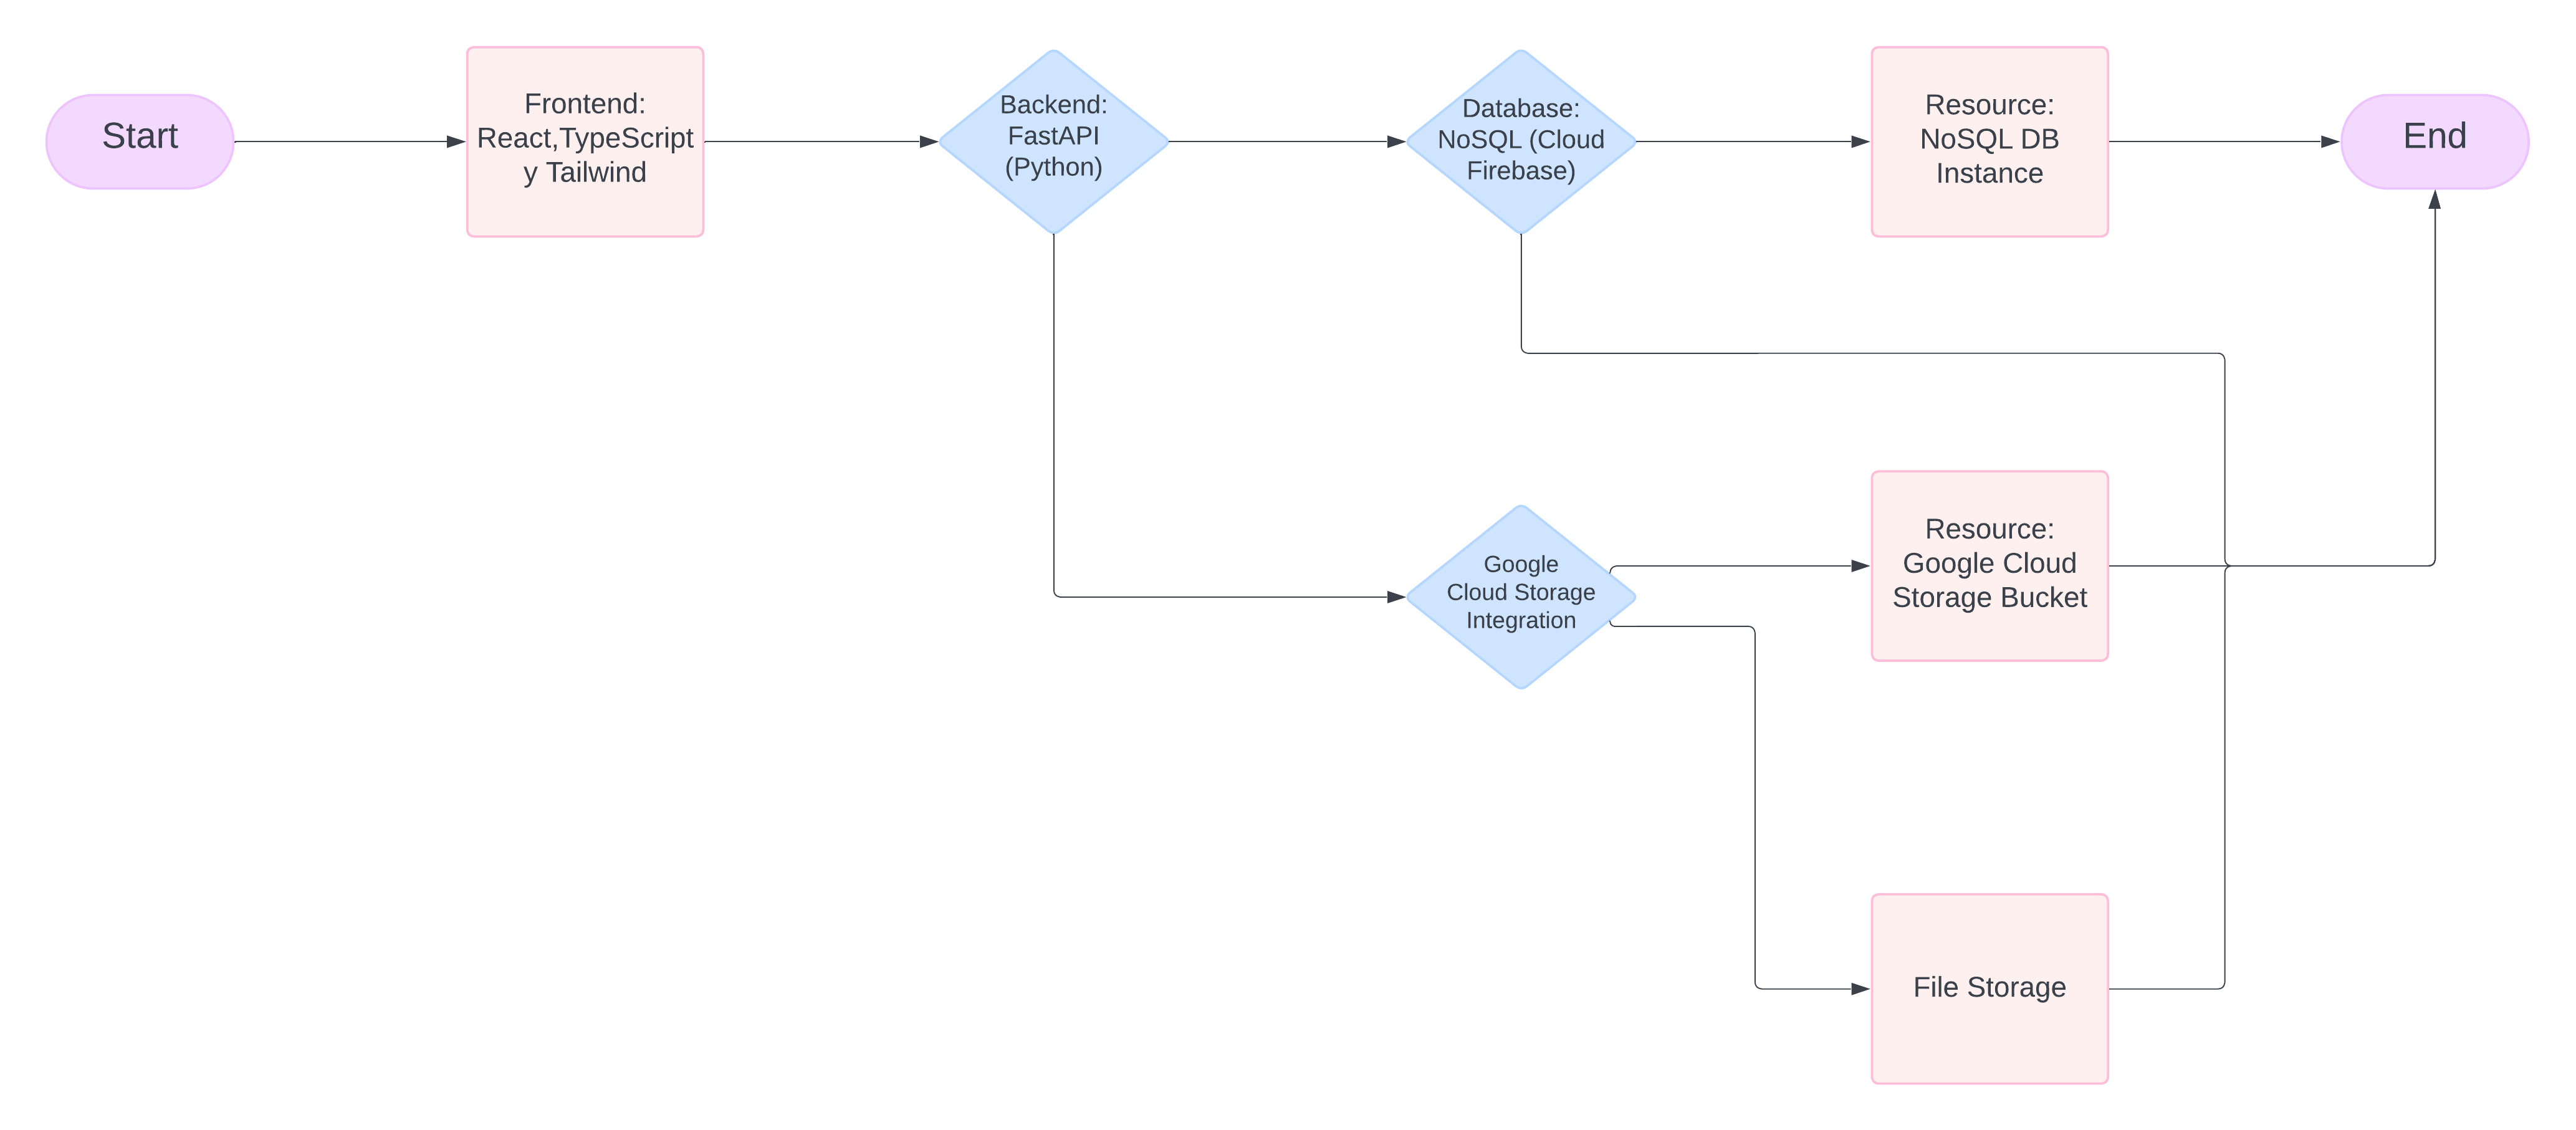 Start
Frontend:
React,TypeScript
y Tailwind
Backend:
FastAPI
(Python)
Database:
NoSQL (Cloud
Firebase)
Resource:
NoSQL DB
Instance
End
Google
Cloud Storage
Integration
Resource:
Google Cloud
Storage Bucket
File Storage